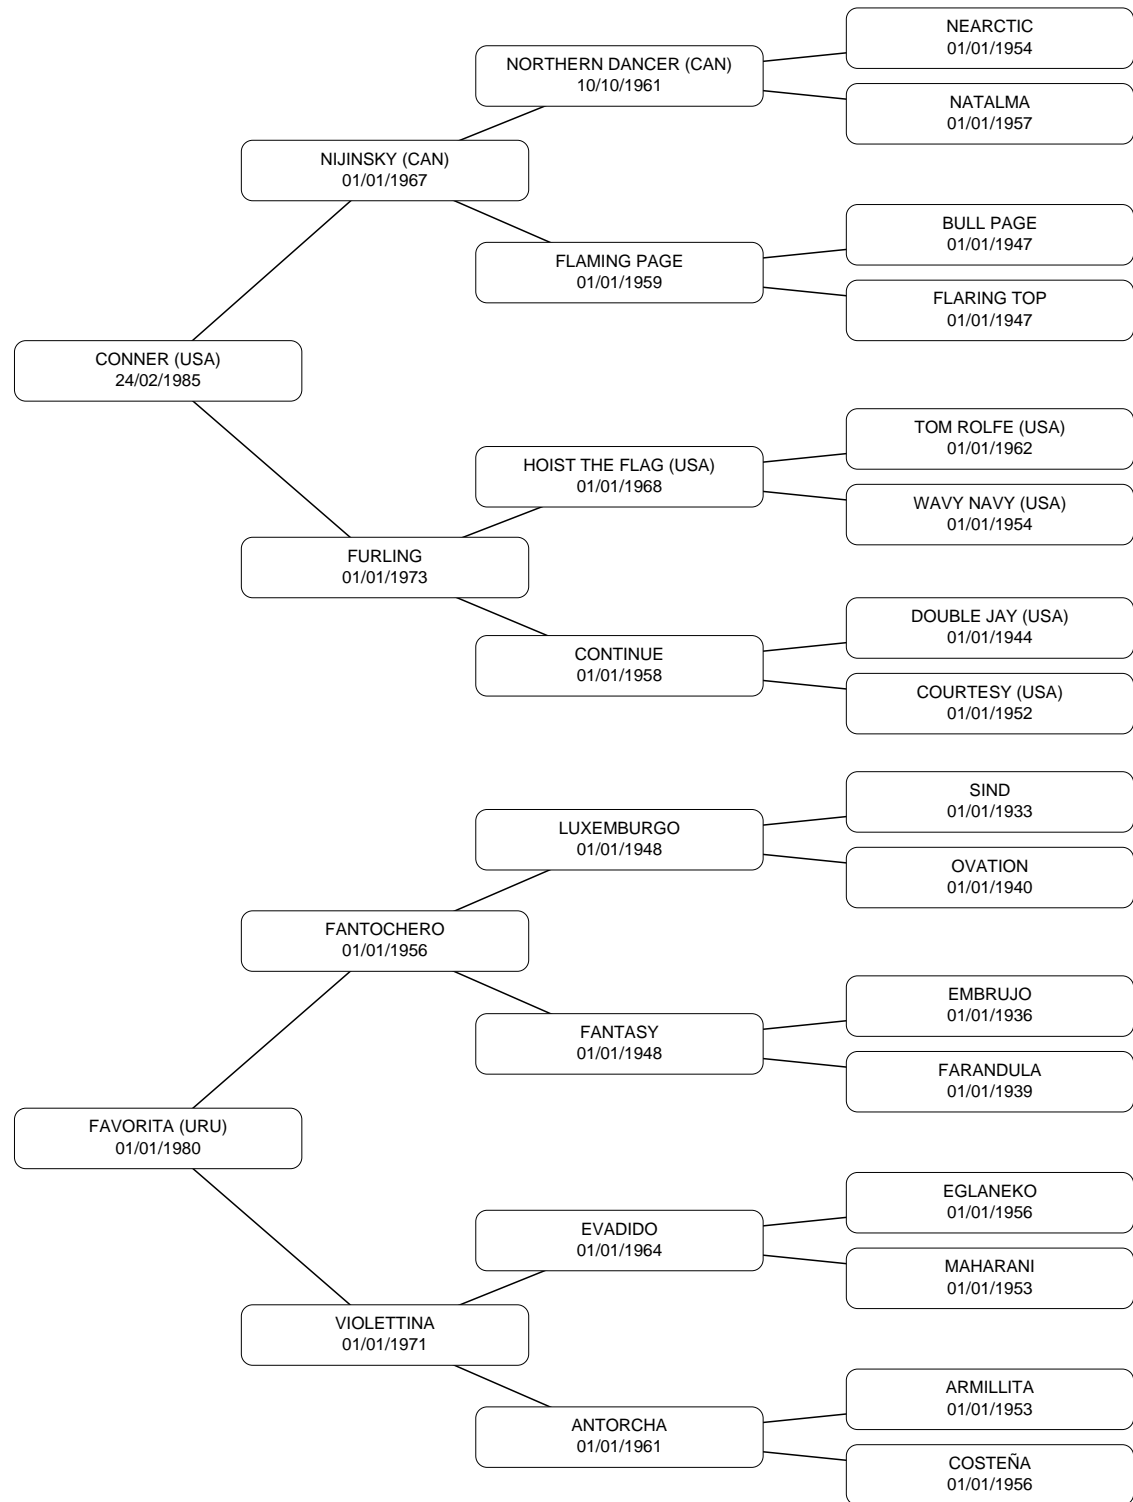 NEARCTIC
01/01/1954
NORTHERN DANCER (CAN)
10/10/1961
NATALMA
01/01/1957
NIJINSKY (CAN)
01/01/1967
BULL PAGE
01/01/1947
FLAMING PAGE
01/01/1959
FLARING TOP
01/01/1947
CONNER (USA)
24/02/1985
TOM ROLFE (USA)
01/01/1962
HOIST THE FLAG (USA)
01/01/1968
WAVY NAVY (USA)
01/01/1954
FURLING
01/01/1973
DOUBLE JAY (USA)
01/01/1944
CONTINUE
01/01/1958
COURTESY (USA)
01/01/1952
SIND
01/01/1933
LUXEMBURGO
01/01/1948
OVATION
01/01/1940
FANTOCHERO
01/01/1956
EMBRUJO
01/01/1936
FANTASY
01/01/1948
FARANDULA
01/01/1939
FAVORITA (URU)
01/01/1980
EGLANEKO
01/01/1956
EVADIDO
01/01/1964
MAHARANI
01/01/1953
VIOLETTINA
01/01/1971
ARMILLITA
01/01/1953
ANTORCHA
01/01/1961
COSTEÑA
01/01/1956